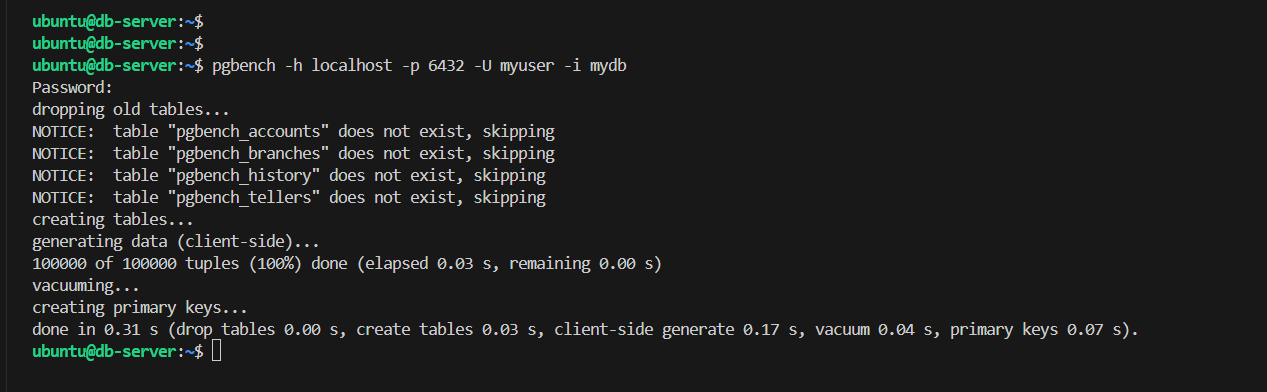 ubuntu@db-server:~$
ubuntu@db-server:~$
ubuntu@db-server:~$ pgbench -h localhost -p 6432 -U myuser -i mydb
Password:
dropping old tables...
NOTICE:  table "pgbench_accounts" does not exist, skipping
NOTICE:  table "pgbench_branches" does not exist, skipping
NOTICE:  table "pgbench_history" does not exist, skipping
NOTICE:  table "pgbench_tellers" does not exist, skipping
creating tables...
generating data (client-side)...
100000 of 100000 tuples (100%) done (elapsed 0.03 s, remaining 0.00 s)
vacuuming...
creating primary keys...
done in 0.31 s (drop tables 0.00 s, create tables 0.03 s, client-side generate 0.17 s, vacuum 0.04 s, primary keys 0.07 s).
ubuntu@db-server:~$